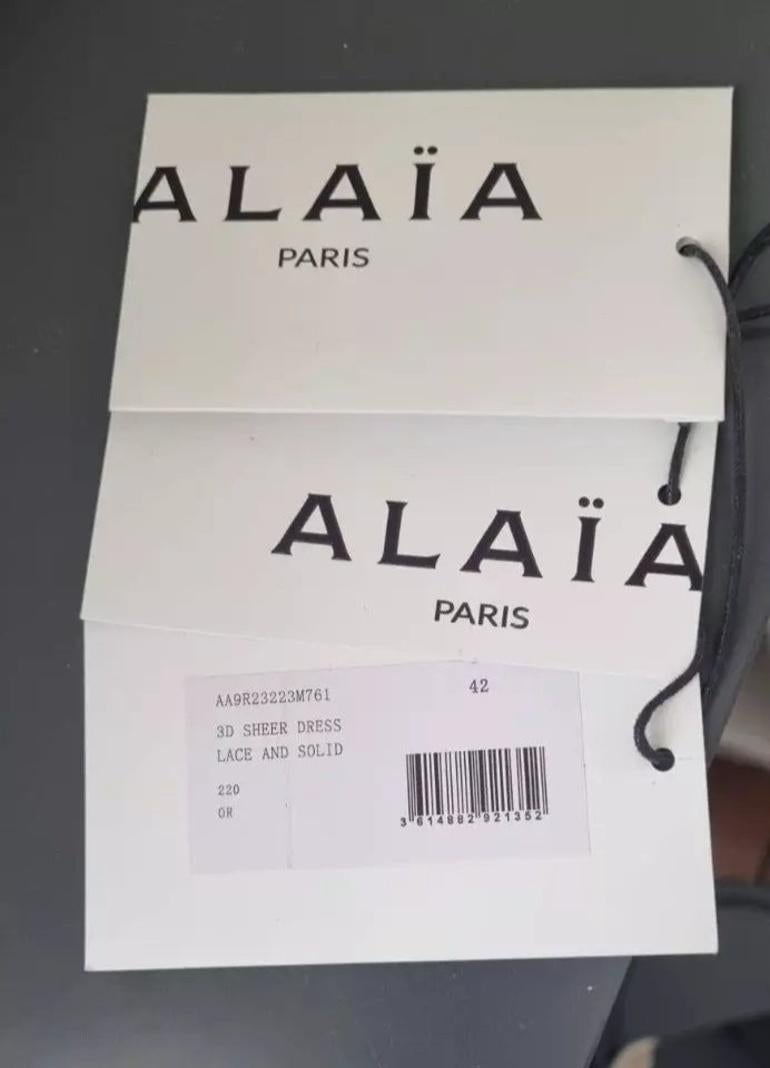 ALAÏA
PARIS
ALAÏA
PARIS
AA9R23223M761 42
3D SHEER DRESS
LACE AND SOLID
220
OR
3 614882 921352